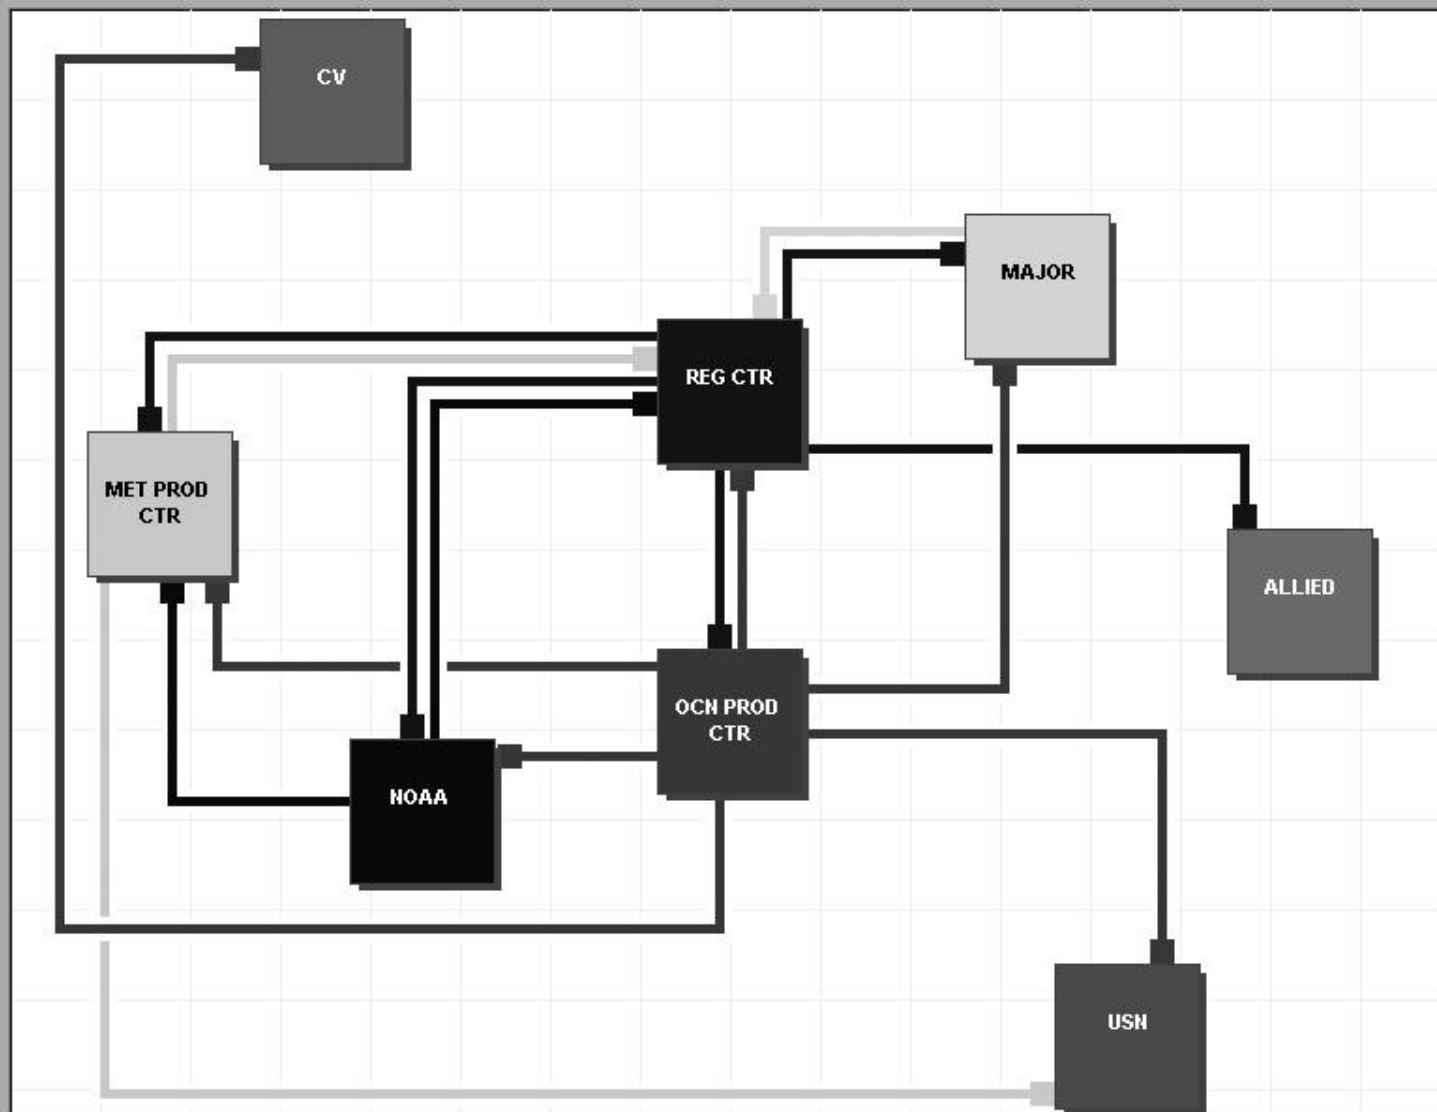 CV
MAJOR
REG CTR
MET PROD
CTR
ALLIED
OCN PROD
CTR
NOAA
USN